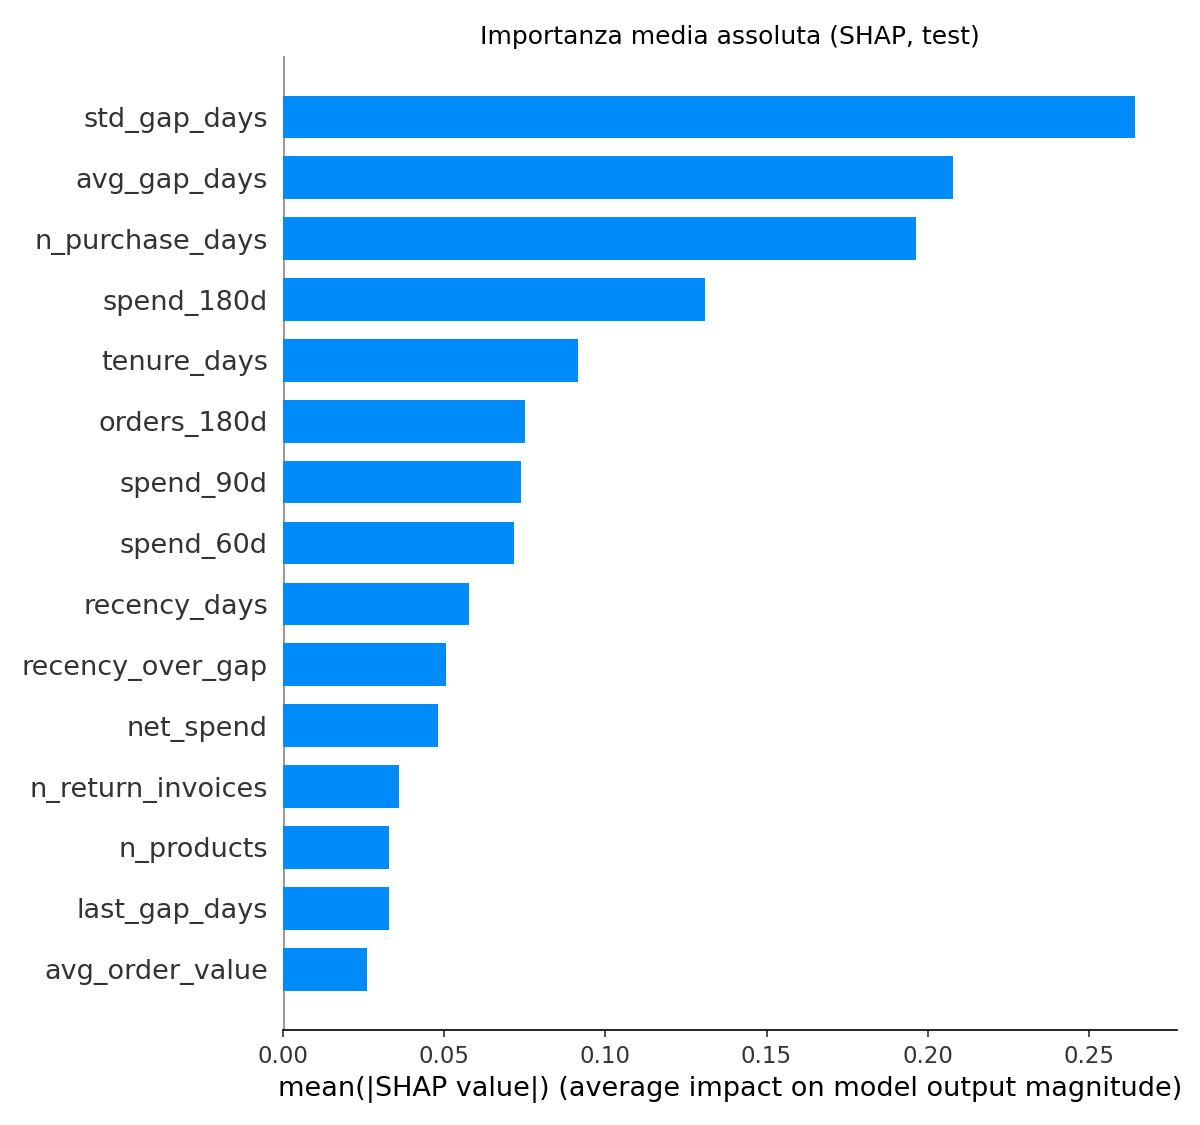 Importanza media assoluta (SHAP, test)
std_gap_days
avg_gap_days
n_purchase_days
spend_180d
tenure_days
orders_180d
spend_90d
spend_60d
recency_days
recency_over_gap
net_spend
n_return_invoices
n_products
last_gap_days
avg_order_value
0.00 0.05 0.10 0.15 0.20 0.25
mean(|SHAP value|) (average impact on model output magnitude)